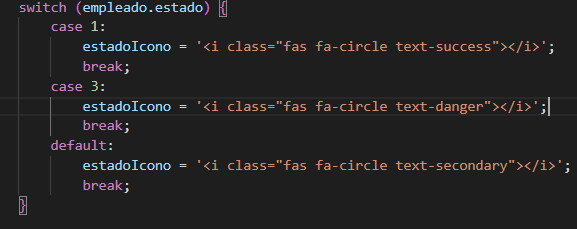 switch (empleado.estado) {
case 1:
estadoIcono = '<i class="fas fa-circle text-success"></i>';
break;
case 3:
estadoIcono = '<i class="fas fa-circle text-danger"></i>';
break;
default:
estadoIcono = '<i class="fas fa-circle text-secondary"></i>';
break;
}